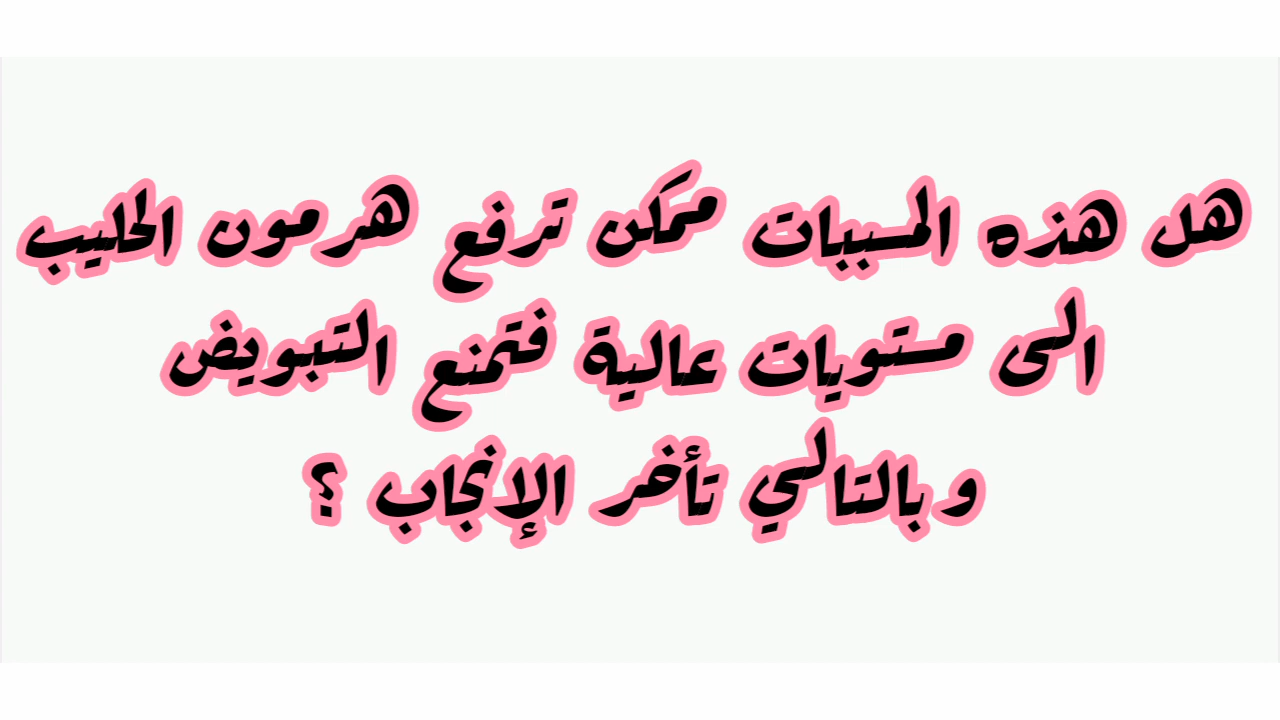 هل هذه المسببات ممكن ترفع هرمون الحليب
الى مستويات عالية فتمنع التبويض
وبالتالي تأخر الإنجاب ؟